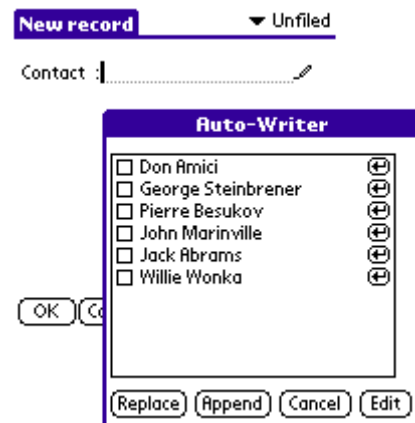 New record ▼ Unfiled
Contact :
Auto-Writer
Don Amici
George Steinbrener
Pierre Besukov
John Marinville
Jack Abrams
Willie Wonka
OK
Replace Append Cancel Edit